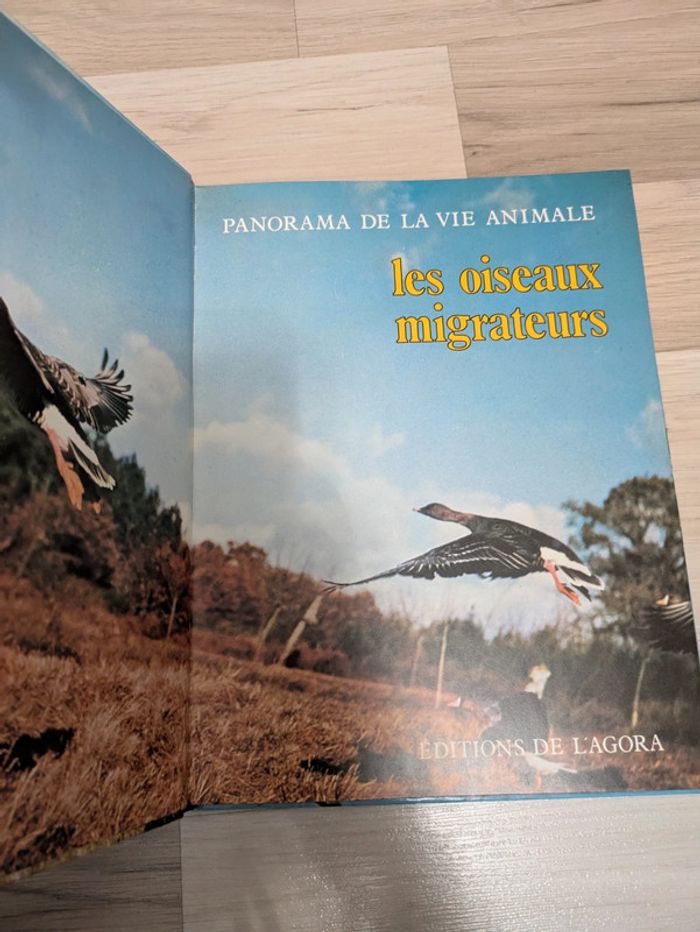 PANORAMA DE LA VIE ANIMALE
les oiseaux
migrateurs
ÉDITIONS DE L'AGORA